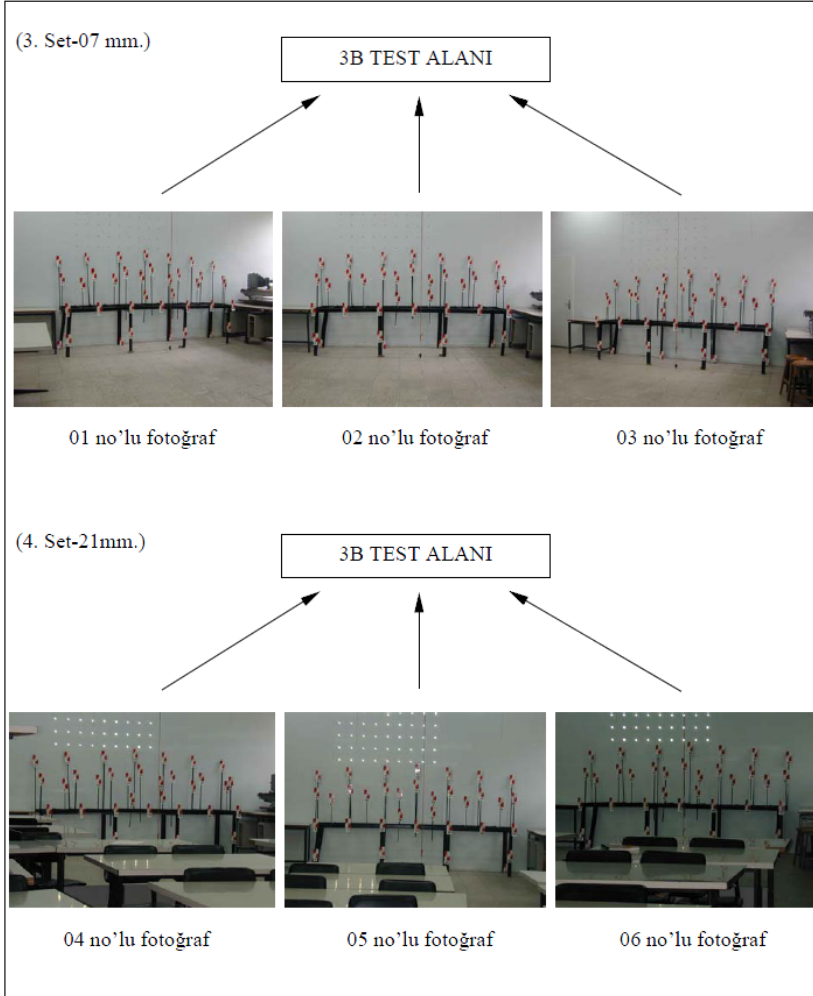 (3. Set-07 mm.)
3B TEST ALANI
01 no’lu fotoğraf
02 no’lu fotoğraf
03 no’lu fotoğraf
(4. Set-21mm.)
3B TEST ALANI
04 no’lu fotoğraf
05 no’lu fotoğraf
06 no’lu fotoğraf